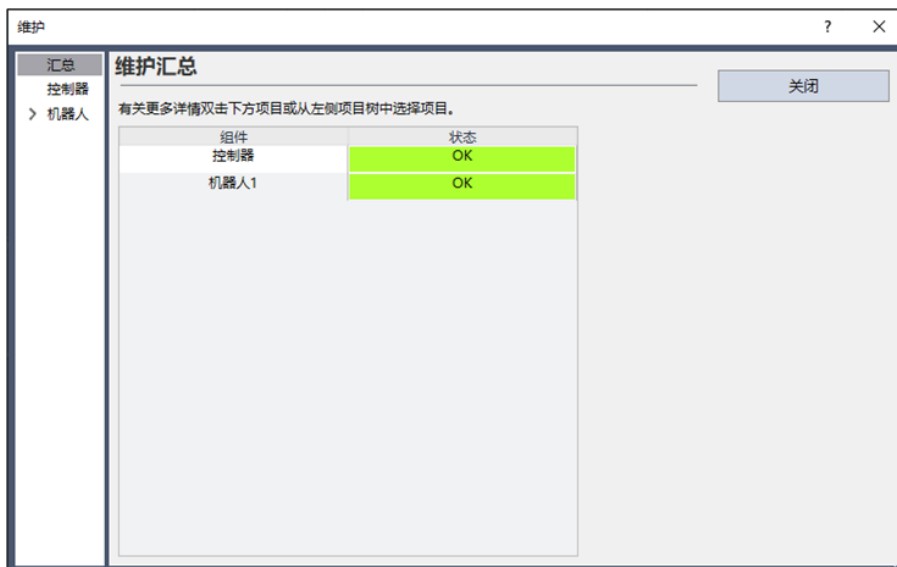 维护
?
汇总
控制器
机器人
维护汇总
关闭
有关更多详情双击下方项目或从左侧项目树中选择项目。
组件 状态
控制器 OK
机器人1 OK